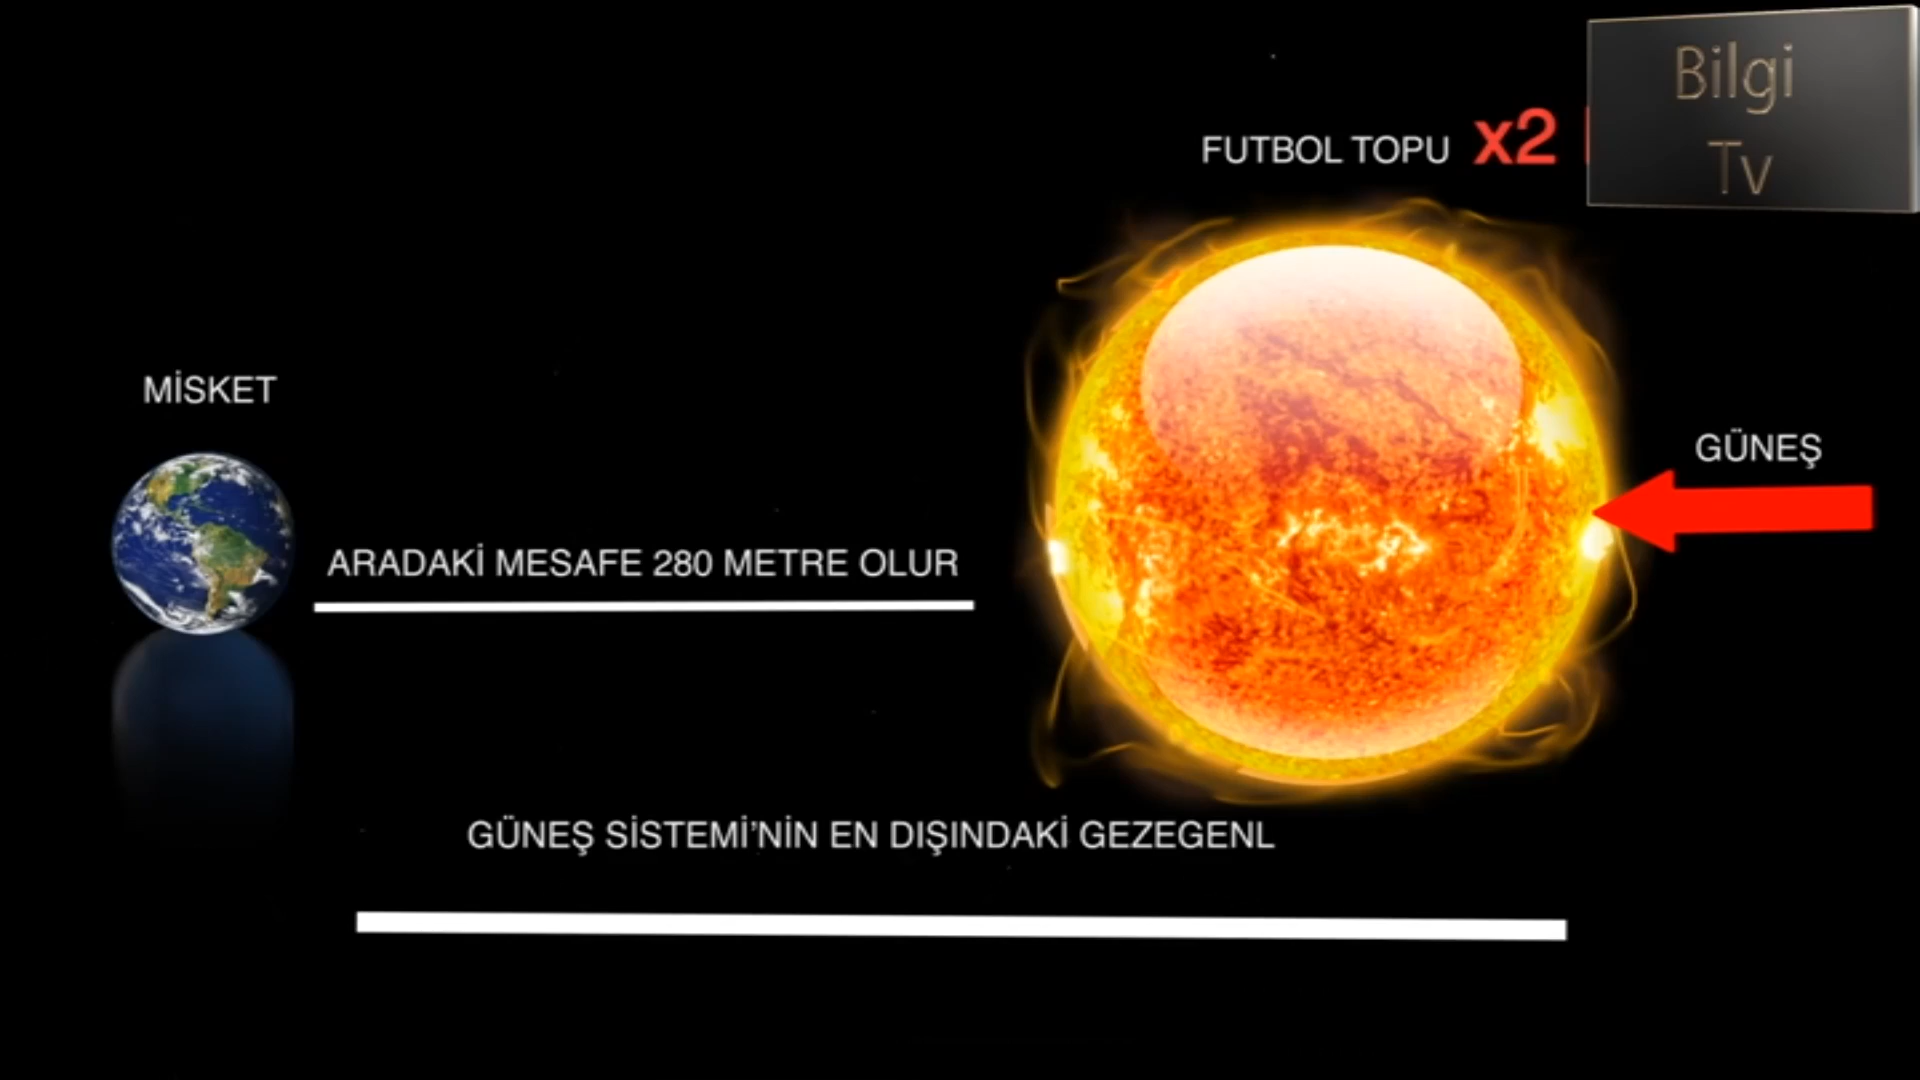 Bilgi
Tv
FUTBOL TOPU x2
MİSKET
GÜNEŞ
ARADAKİ MESAFE 280 METRE OLUR
GÜNEŞ SİSTEMİ'NİN EN DIŞINDAKİ GEZEGENL